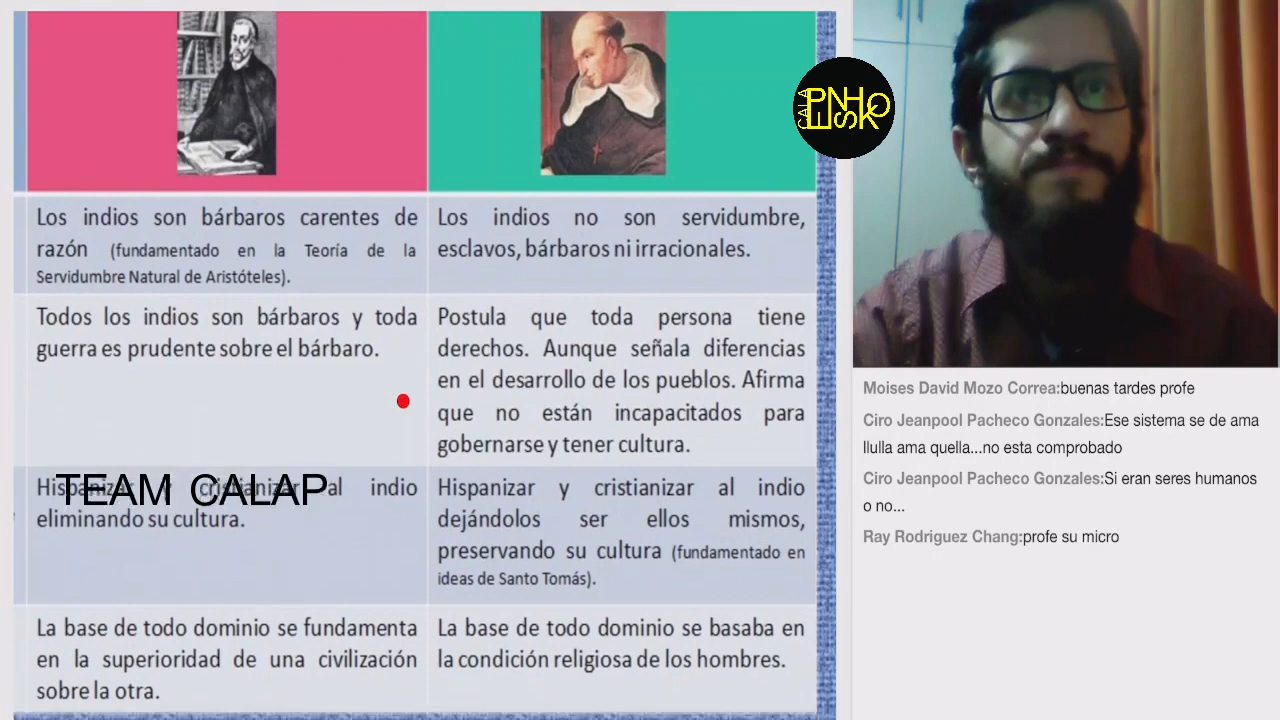 Los indios son bárbaros carentes de
razón (fundamentado en la Teoría de la
Servidumbre Natural de Aristóteles).
Los indios no son servidumbre,
esclavos, bárbaros ni irracionales.
Todos los indios son bárbaros y toda
guerra es prudente sobre el bárbaro.
Postula que toda persona tiene
derechos. Aunque señala diferencias
en el desarrollo de los pueblos. Afirma
que no están incapacitados para
gobernarse y tener cultura.
TEAM CALAP
Hispanizar y cristianizar al indio
eliminando su cultura.
Hispanizar y cristianizar al indio
dejándolos ser ellos mismos,
preservando su cultura (fundamentado en
ideas de Santo Tomás).
La base de todo dominio se fundamenta
en la superioridad de una civilización
sobre la otra.
La base de todo dominio se basaba en
la condición religiosa de los hombres.
Moises David Mozo Correa:buenas tardes profe
Ciro Jeanpool Pacheco Gonzales:Ese sistema se de ama
llulla ama quella...no esta comprobado
Ciro Jeanpool Pacheco Gonzales:Si eran seres humanos
o no...
Ray Rodriguez Chang:profe su micro